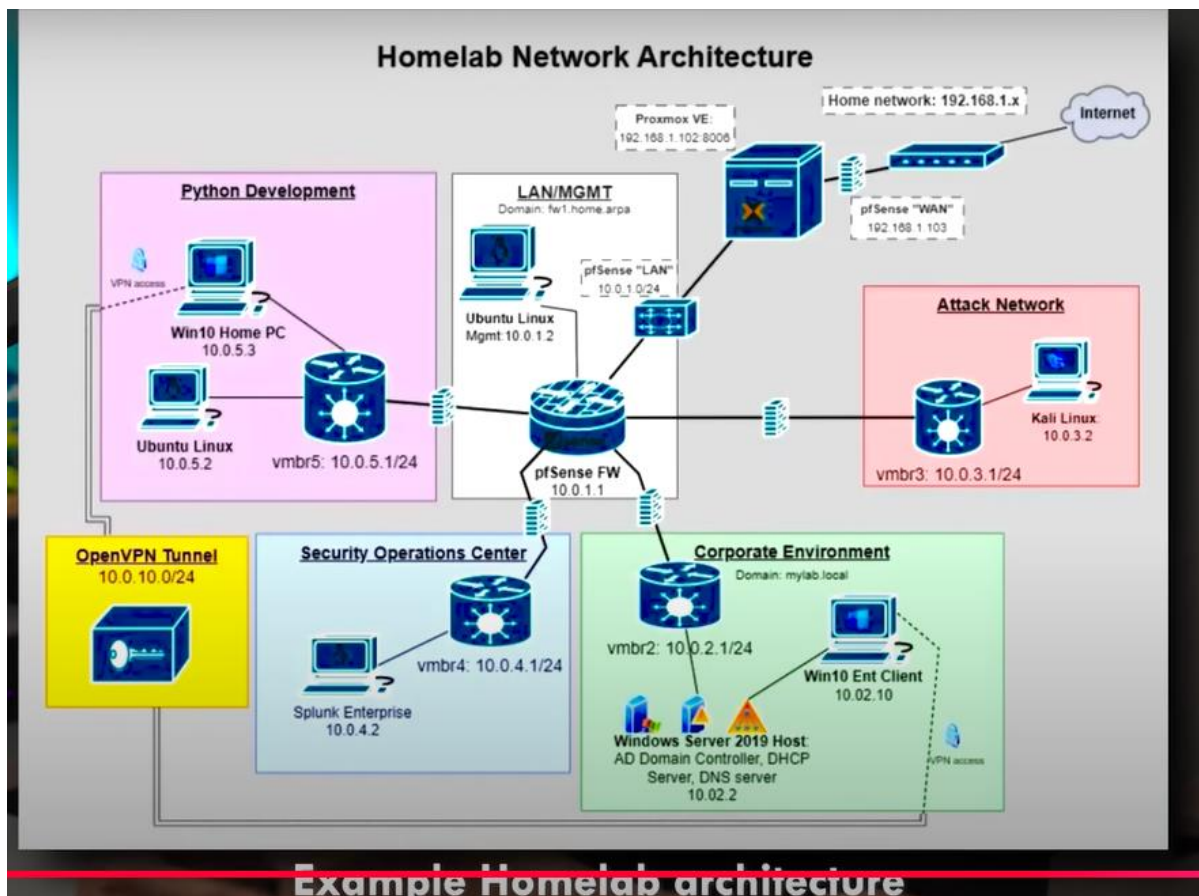 Homelab Network Architecture
Home network: 192.168.1.x
Internet
Proxmox VE:
192.168.1.102:8006
pfSense "WAN"
192.168.1.103
Python Development
VPN access
Win10 Home PC
10.0.5.3
Ubuntu Linux
10.0.5.2
vmbr5: 10.0.5.1/24
LAN/MGMT
Domain: fw1.home.arpa
Ubuntu Linux
Mgmt:10.0.1.2
pfSense "LAN"
10.0.1.0/24
pfSense FW
10.0.1.1
Attack Network
Kali Linux:
10.0.3.2
vmbr3: 10.0.3.1/24
OpenVPN Tunnel
10.0.10.0/24
Security Operations Center
vmbr4: 10.0.4.1/24
Splunk Enterprise
10.0.4.2
Corporate Environment
Domain: mylab.local
vmbr2: 10.0.2.1/24
Win10 Ent Client
10.02.10
Windows Server 2019 Host:
AD Domain Controller, DHCP
Server, DNS server
10.02.2
VPN access
Example Homelab architecture